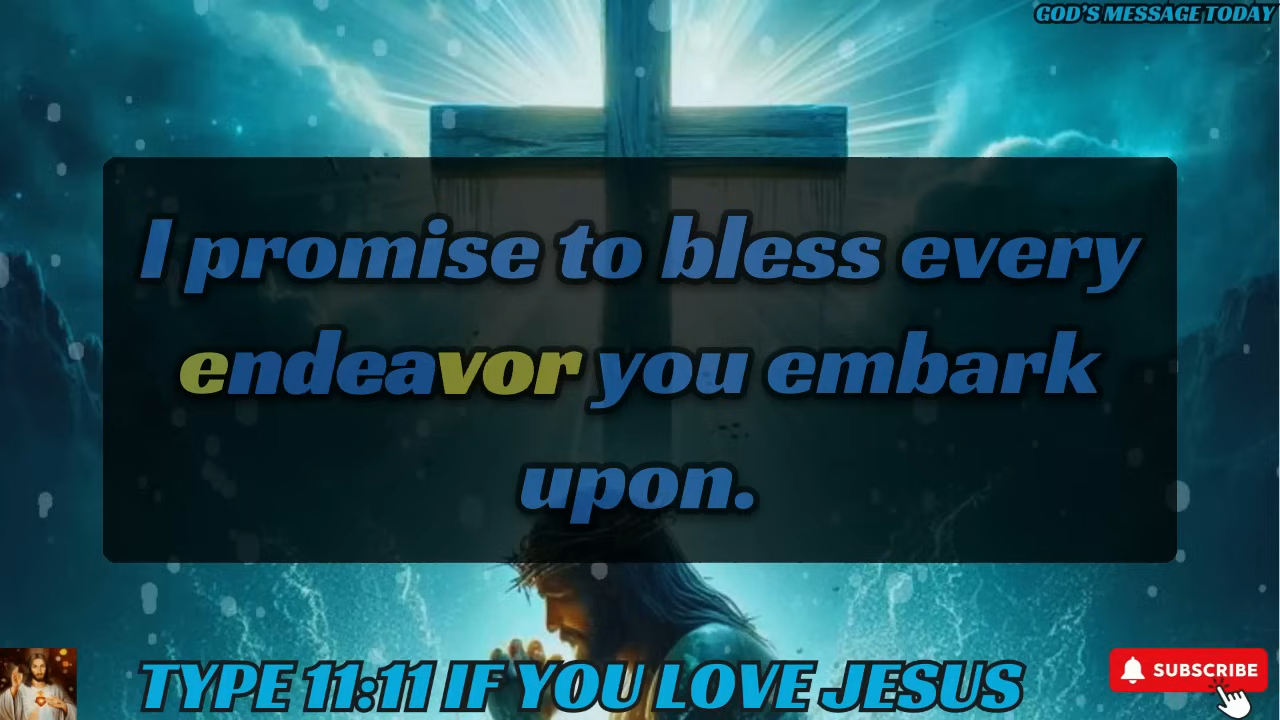 GOD'S MESSAGE TODAY
I promise to bless every
endeavor you embark
upon.
TYPE 11:11 IF YOU LOVE JESUS
SUBSCRIBE